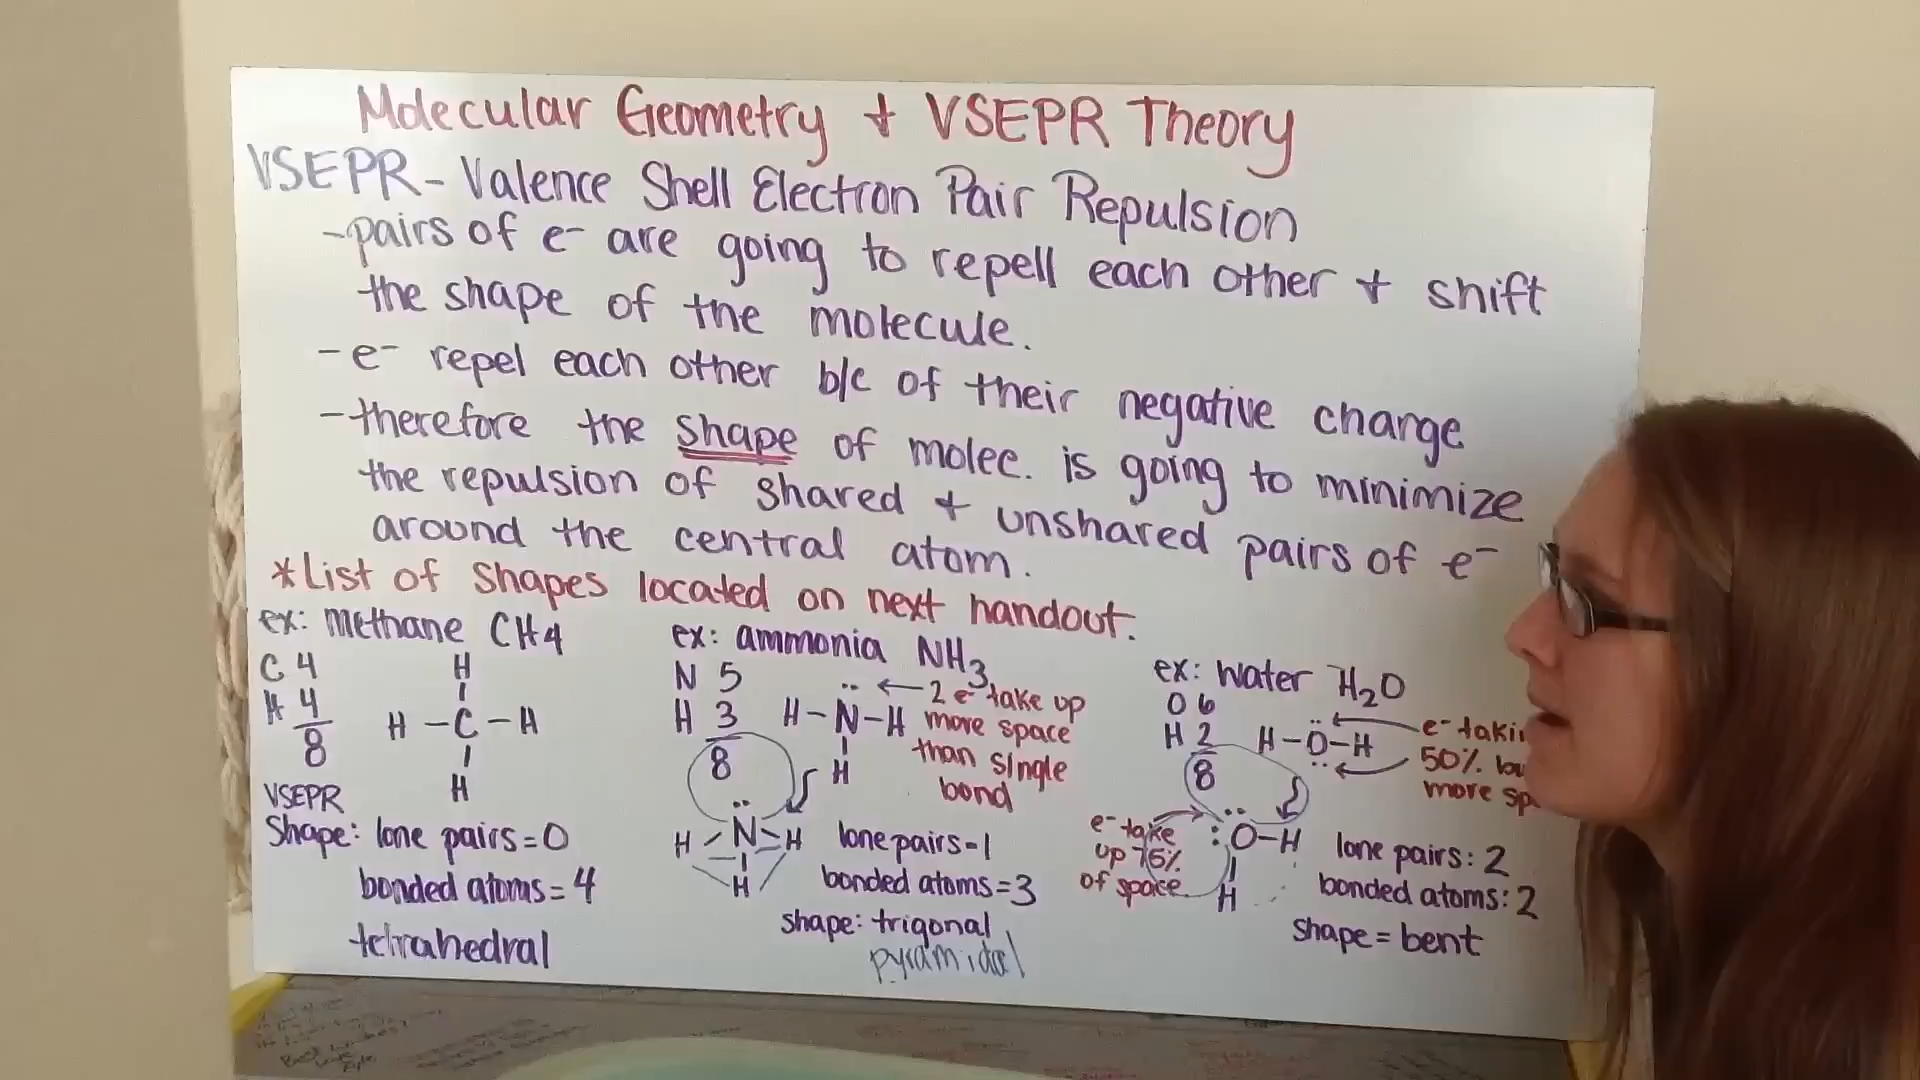 Molecular Geometry + VSEPR Theory
VSEPR - Valence Shell Electron Pair Repulsion
- pairs of e⁻ are going to repell each other + shift
the shape of the molecule.
- e⁻ repel each other b/c of their negative change
- therefore the shape of molec. is going to minimize
the repulsion of shared + unshared pairs of e⁻
around the central atom.
*List of shapes located on next handout.
ex: methane CH4
C 4
H 4
8
H
H - C - H
H
VSEPR
Shape: lone pairs = 0
bonded atoms = 4
tetrahedral
ex: ammonia NH₃
N 5
H 3
8
H - N - H
H
← 2 e⁻ take up
more space
than single
bond
H N H
H
lone pairs = 1
bonded atoms = 3
shape: trigonal
pyramidal
ex: water H₂O
O 6
H 2
8
H - O - H
e⁻
50%
more
e⁻ take
up 75%
of space
O - H
H
lone pairs: 2
bonded atoms: 2
shape = bent